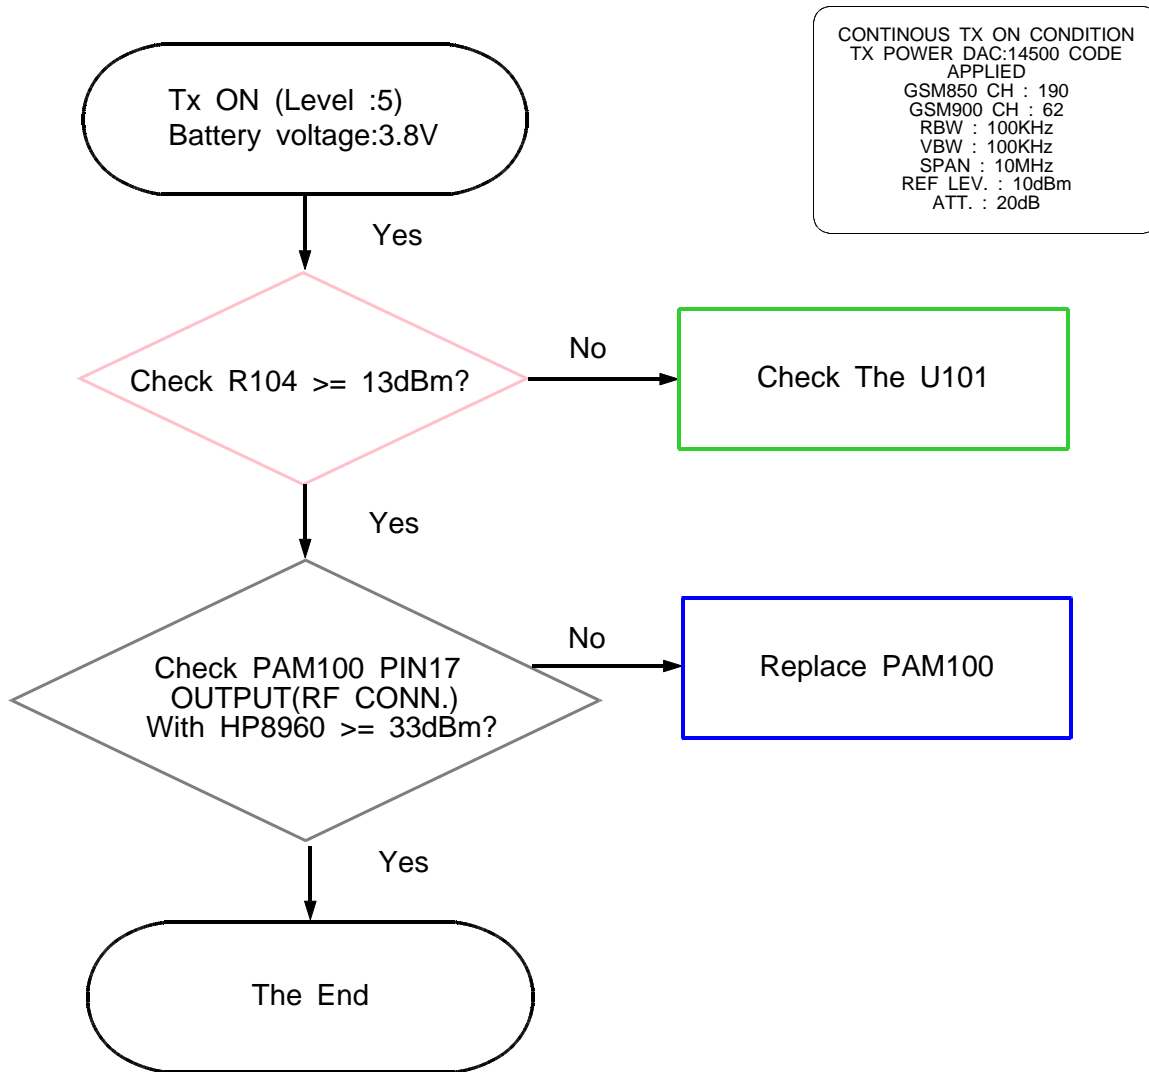 Tx ON (Level :5)
Battery voltage:3.8V
CONTINOUS TX ON CONDITION
TX POWER DAC:14500 CODE
APPLIED
GSM850 CH : 190
GSM900 CH : 62
RBW : 100KHz
VBW : 100KHz
SPAN : 10MHz
REF LEV. : 10dBm
ATT. : 20dB
Yes
Check R104 >= 13dBm?
No
Check The U101
Yes
Check PAM100 PIN17
OUTPUT(RF CONN.)
With HP8960 >= 33dBm?
No
Replace PAM100
Yes
The End